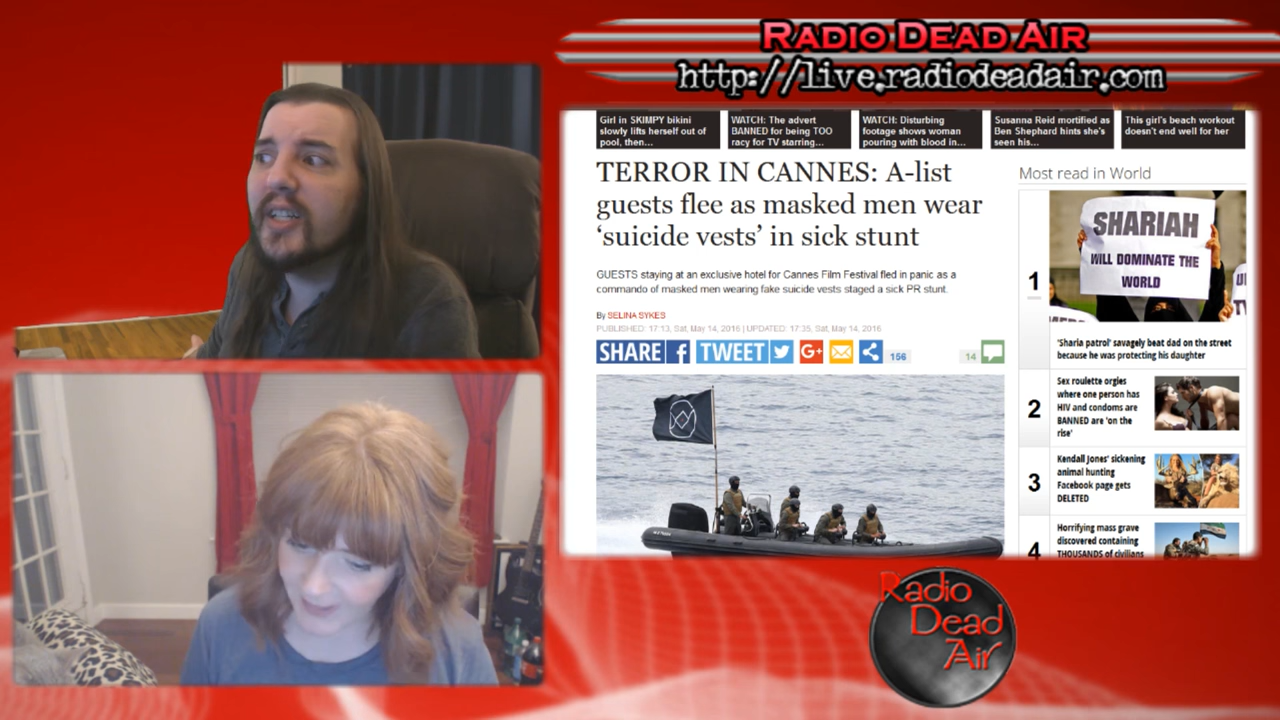 RADIO DEAD AIR
http://live.radiodeadair.com
Girl in SKIMPY bikini
slowly lifts herself out of
pool, then...
WATCH: The advert
BANNED for being TOO
racy for TV starring...
WATCH: Disturbing
footage shows woman
pouring with blood in...
Susanna Reid mortified as
Ben Shephard hints she's
seen his...
This girl's beach workout
doesn't end well for her
TERROR IN CANNES: A-list
guests flee as masked men wear
‘suicide vests’ in sick stunt
GUESTS staying at an exclusive hotel for Cannes Film Festival fled in panic as a
commando of masked men wearing fake suicide vests staged a sick PR stunt.
By SELINA SYKES
PUBLISHED: 17:13, Sat, May 14, 2016 | UPDATED: 17:35, Sat, May 14, 2016
SHARE f TWEET G+ 156 14
Most read in World
1
SHARIAH
WILL DOMINATE THE
WORLD
'Sharia patrol' savagely beat dad on the street
because he was protecting his daughter
2
Sex roulette orgies
where one person has
HIV and condoms are
BANNED are 'on the
rise'
3
Kendall Jones' sickening
animal hunting
Facebook page gets
DELETED
4
Horrifying mass grave
discovered containing
THOUSANDS of civilians
Radio
Dead
Air